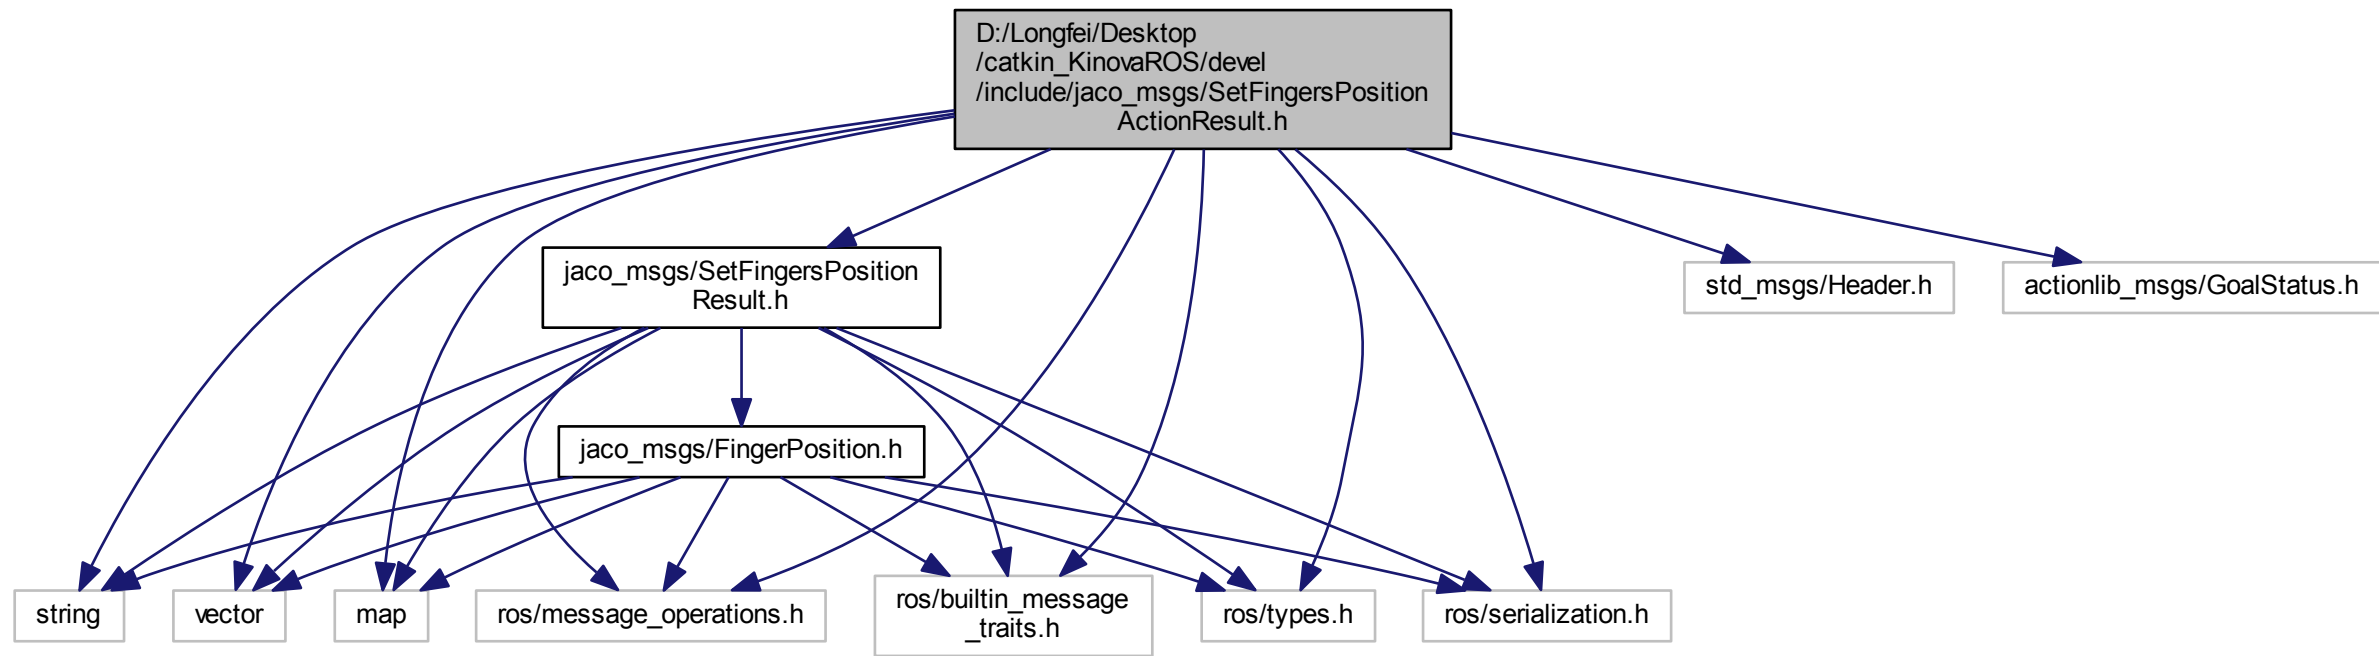 D:/Longfei/Desktop
/catkin_KinovaROS/devel
/include/jaco_msgs/SetFingersPosition
ActionResult.h
jaco_msgs/SetFingersPosition
Result.h
std_msgs/Header.h
actionlib_msgs/GoalStatus.h
jaco_msgs/FingerPosition.h
string
vector
map
ros/message_operations.h
ros/builtin_message
_traits.h
ros/types.h
ros/serialization.h